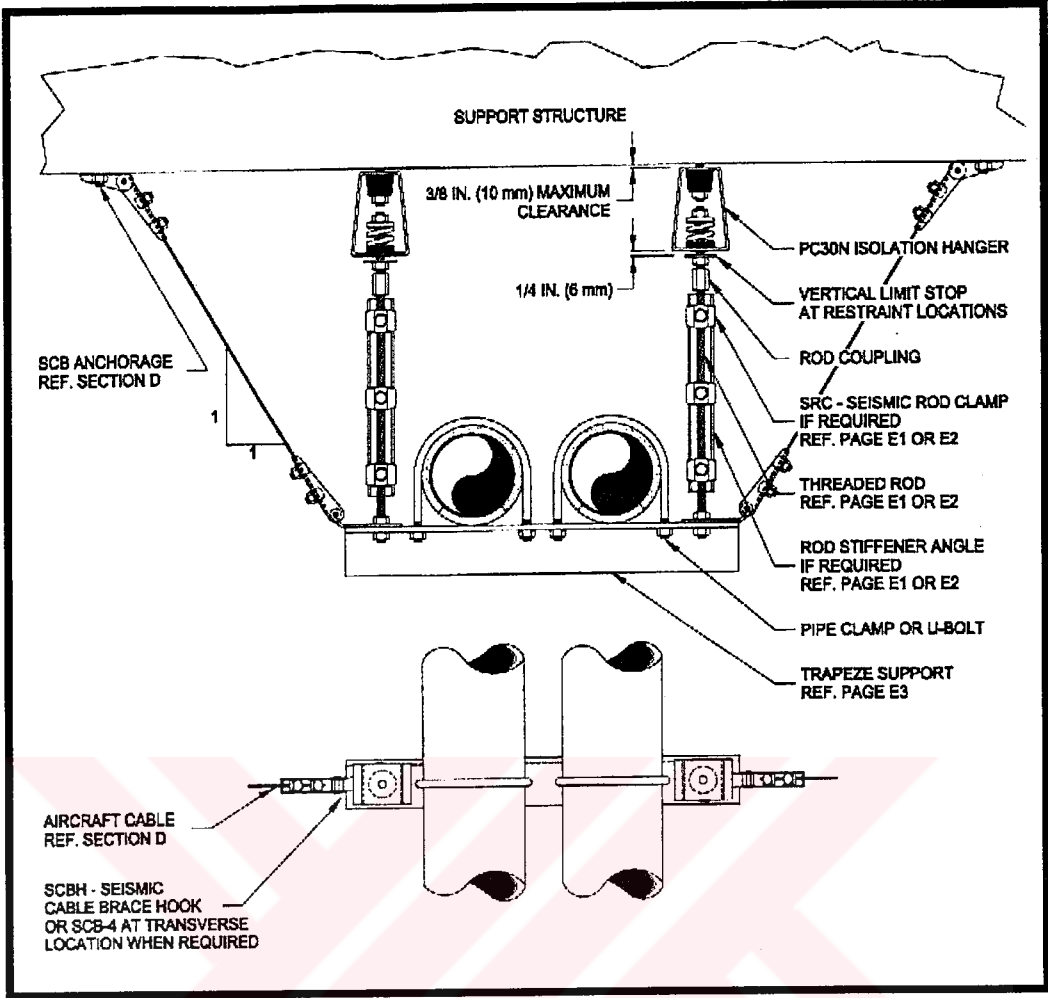 SUPPORT STRUCTURE
3/8 IN. (10 mm) MAXIMUM
CLEARANCE
PC30N ISOLATION HANGER
1/4 IN. (6 mm)
VERTICAL LIMIT STOP
AT RESTRAINT LOCATIONS
ROD COUPLING
SCB ANCHORAGE
REF. SECTION D
SRC - SEISMIC ROD CLAMP
IF REQUIRED
REF. PAGE E1 OR E2
1
1
THREADED ROD
REF. PAGE E1 OR E2
ROD STIFFENER ANGLE
IF REQUIRED
REF. PAGE E1 OR E2
PIPE CLAMP OR U-BOLT
TRAPEZE SUPPORT
REF. PAGE E3
AIRCRAFT CABLE
REF. SECTION D
SCBH - SEISMIC
CABLE BRACE HOOK
OR SCB-4 AT TRANSVERSE
LOCATION WHEN REQUIRED